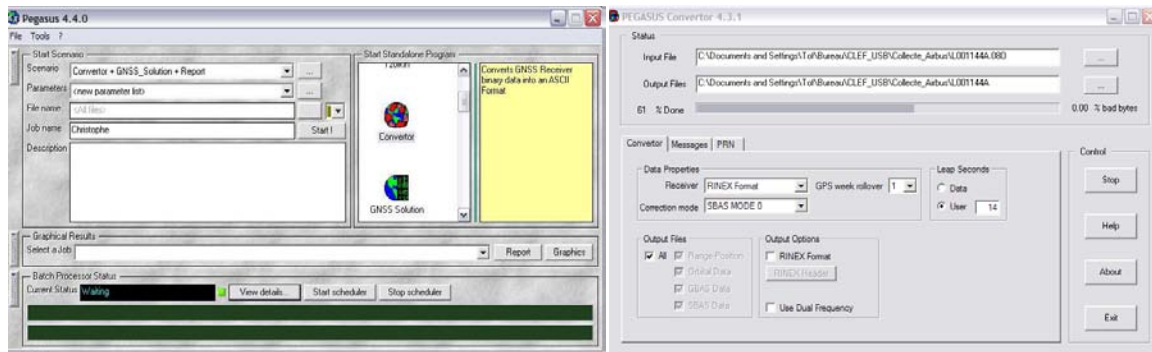 Pegasus 4.4.0
File Tools ?
Start Scenario
Scenario Convertor + GNSS_Solution + Report ...
Parameters <new parameter list> ...
File name <All files>
Job name Christophe Start !
Description
Start Standalone Program
Convertor
GNSS Solution
Converts GNSS Receiver
binary data into an ASCII
Format
Graphical Results
Select a Job Report Graphics
Batch Processor Status
Current Status Waiting View details... Start scheduler Stop scheduler
PEGASUS Convertor 4.3.1
Status
Input File C:\Documents and Settings\Tof\Bureau\CLEF_USB\Collecte_Airbus\L001144A.08O ...
Output Files C:\Documents and Settings\Tof\Bureau\CLEF_USB\Collecte_Airbus\L001144A ...
61 % Done 0.00 % bad bytes
Convertor Messages PRN
Data Properties
Receiver RINEX Format GPS week rollover 1
Correction mode SBAS MODE 0
Leap Seconds
Data
User 14
Output Files
All Range-Position
Orbital Data
GBAS Data
SBAS Data
Output Options
RINEX Format
RINEX Header
Use Dual Frequency
Control
Stop
Help
About
Exit